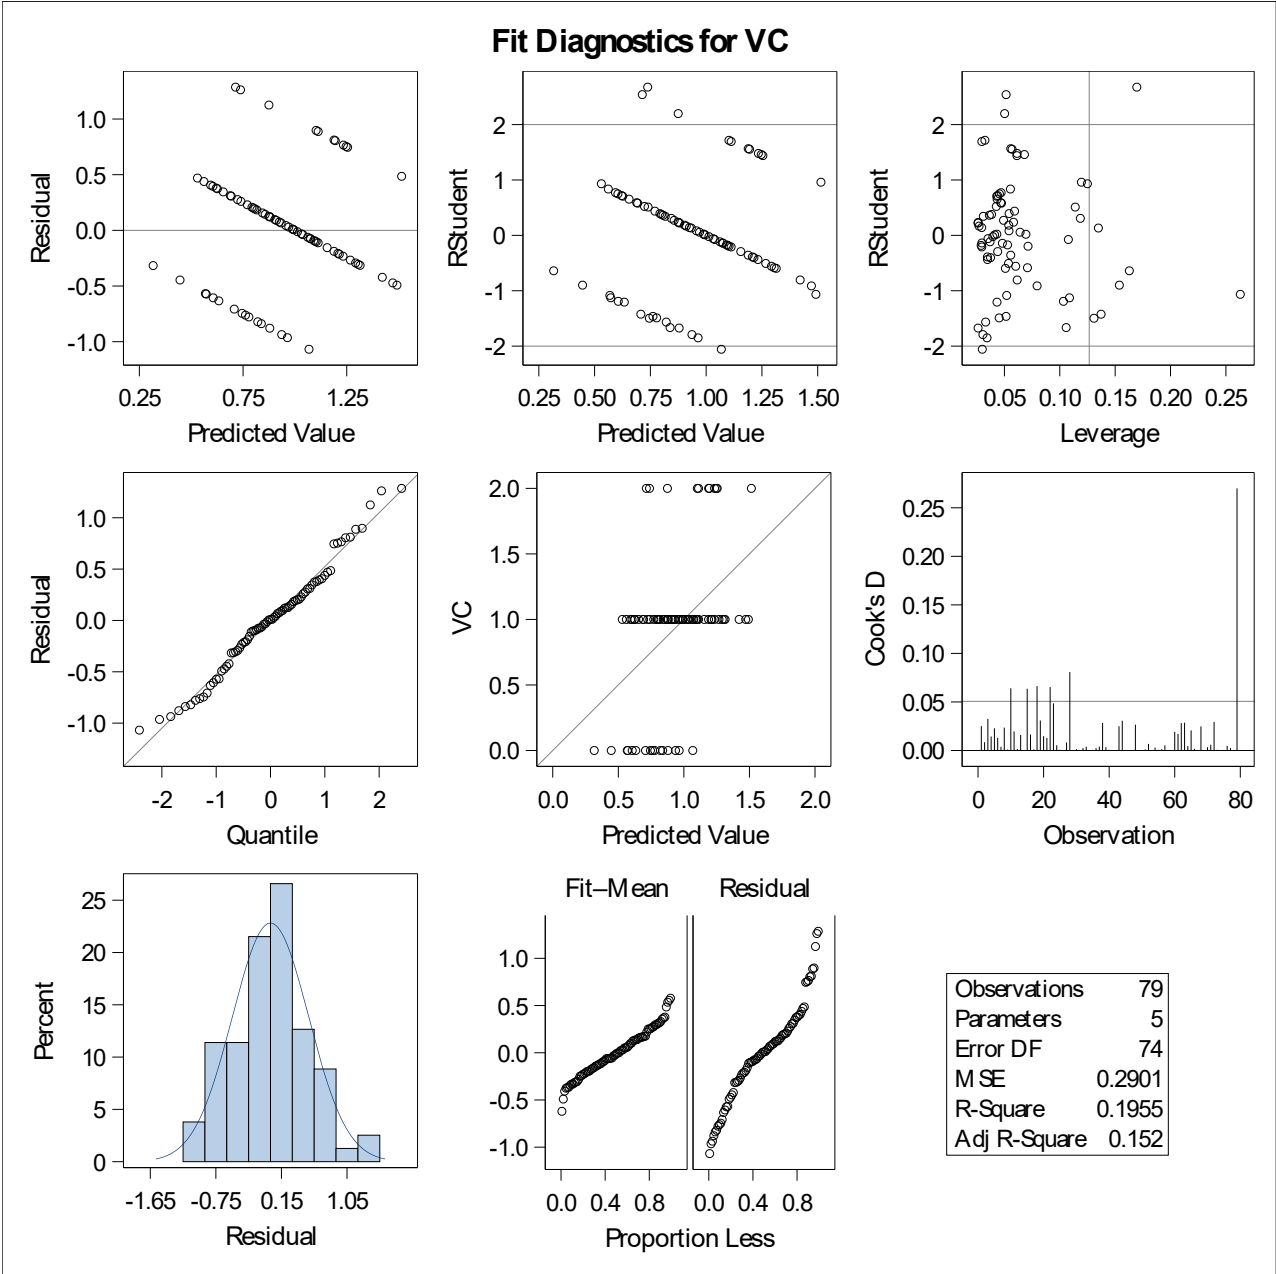 Fit Diagnostics for VC
Residual
1.0
0.5
0.0
-0.5
-1.0
0.25 0.75 1.25
Predicted Value
RStudent
2
1
0
-1
-2
0.25 0.50 0.75 1.00 1.25 1.50
Predicted Value
RStudent
2
1
0
-1
-2
0.05 0.10 0.15 0.20 0.25
Leverage
Residual
1.0
0.5
0.0
-0.5
-1.0
-2 -1 0 1 2
Quantile
VC
2.0
1.5
1.0
0.5
0.0
0.0 0.5 1.0 1.5 2.0
Predicted Value
Cook's D
0.25
0.20
0.15
0.10
0.05
0.00
0 20 40 60 80
Observation
Percent
25
20
15
10
5
0
-1.65 -0.75 0.15 1.05
Residual
Fit–Mean Residual
1.0
0.5
0.0
-0.5
-1.0
0.0 0.4 0.8 0.0 0.4 0.8
Proportion Less
Observations 79
Parameters 5
Error DF 74
MSE 0.2901
R-Square 0.1955
Adj R-Square 0.152